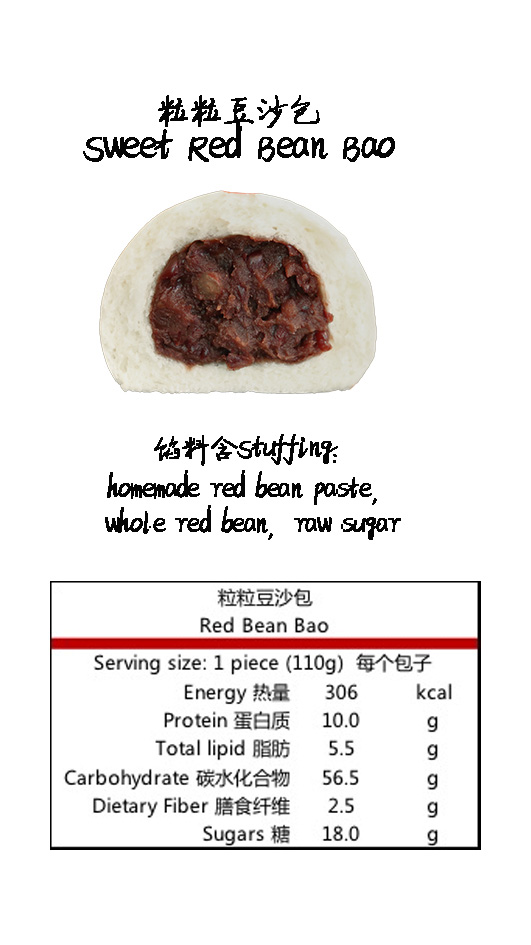 粒粒豆沙包
Sweet Red Bean Bao
馅料含stuffing:
homemade red bean paste,
whole red bean, raw sugar
粒粒豆沙包
Red Bean Bao
Serving size: 1 piece (110g) 每个包子
Energy 热量 306 kcal
Protein 蛋白质 10.0 g
Total lipid 脂肪 5.5 g
Carbohydrate 碳水化合物 56.5 g
Dietary Fiber 膳食纤维 2.5 g
Sugars 糖 18.0 g